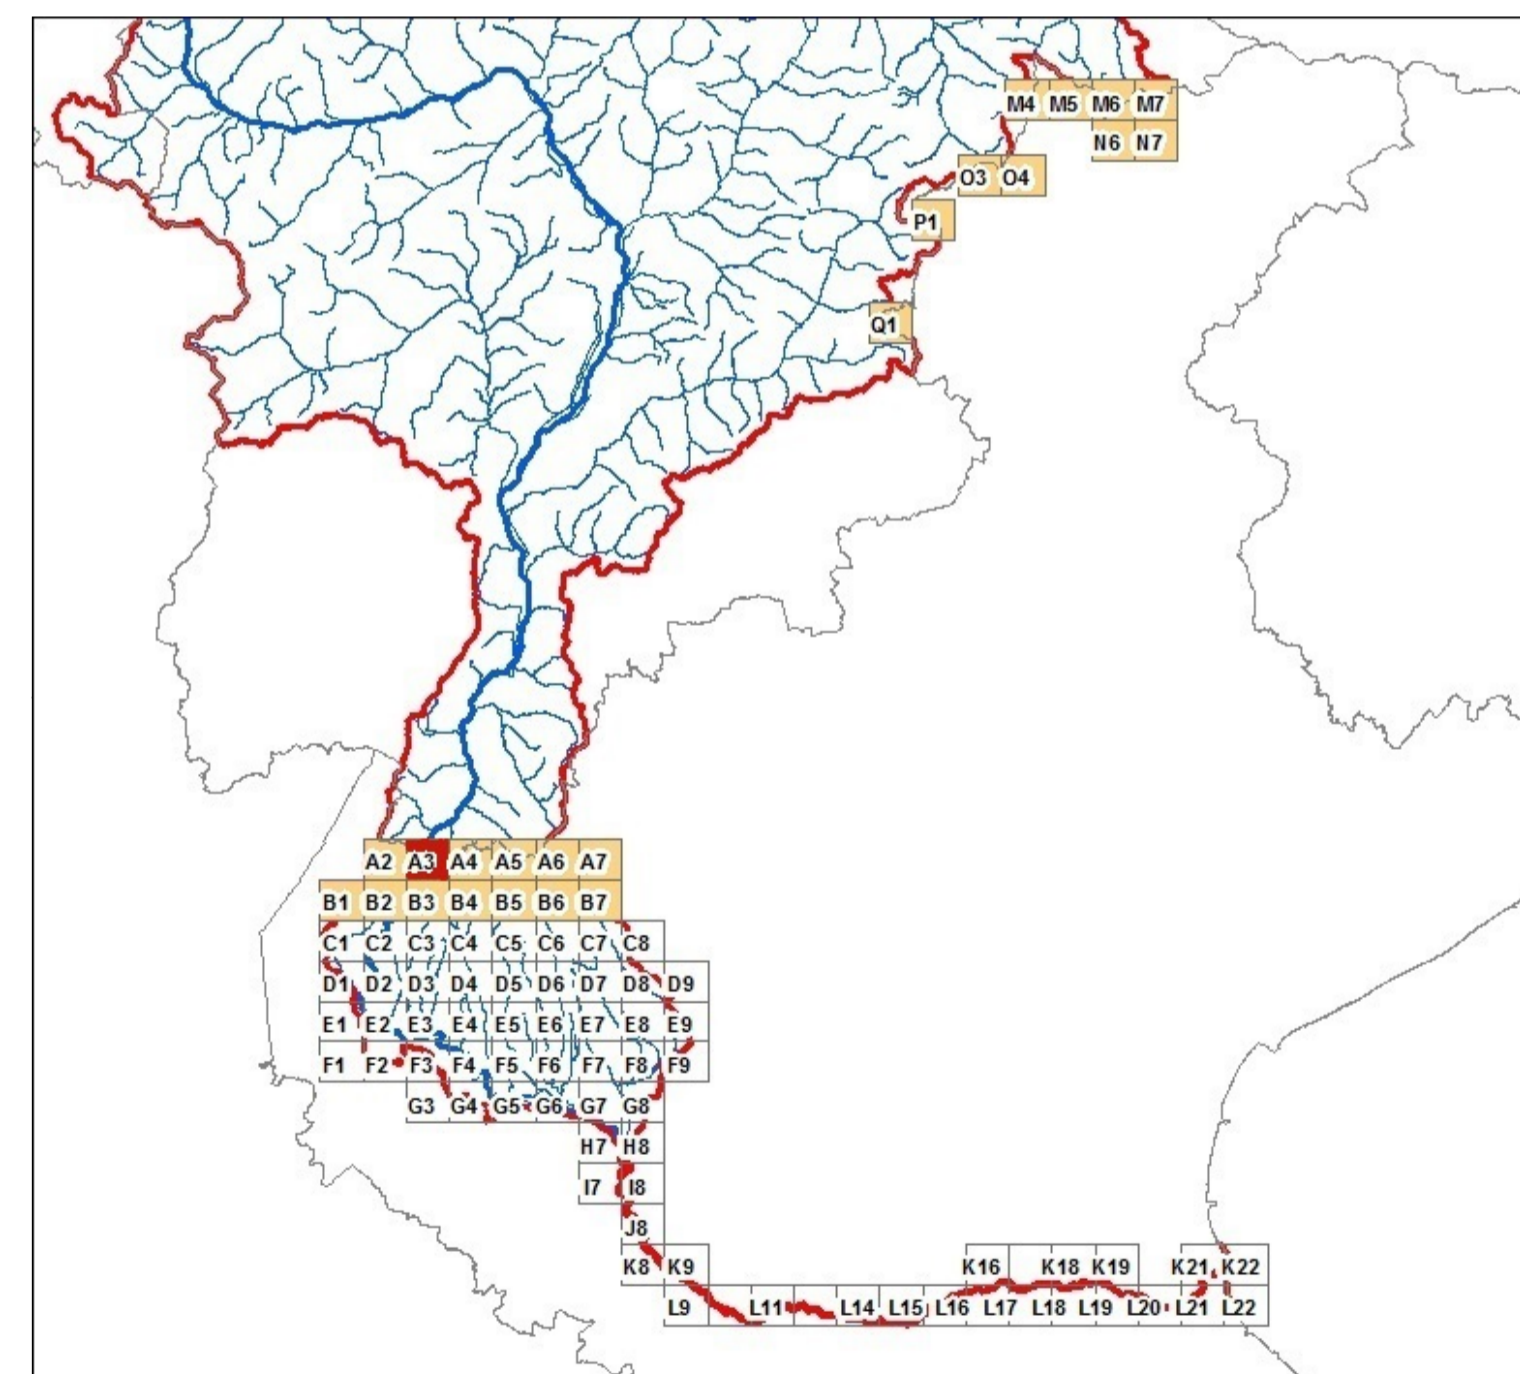 M4 M5 M6 M7
N6 N7
O3 O4
P1
Q1
A2 A3 A4 A5 A6 A7
B1 B2 B3 B4 B5 B6 B7
C1 C2 C3 C4 C5 C6 C7 C8
D1 D2 D3 D4 D5 D6 D7 D8 D9
E1 E2 E3 E4 E5 E6 E7 E8 E9
F1 F2 F3 F4 F5 F6 F7 F8 F9
G3 G4 G5 G6 G7 G8
H7 H8
I7 I8
J8
K8 K9 K16 K18 K19 K21 K22
L9 L11 L14 L15 L16 L17 L18 L19 L20 L21 L22